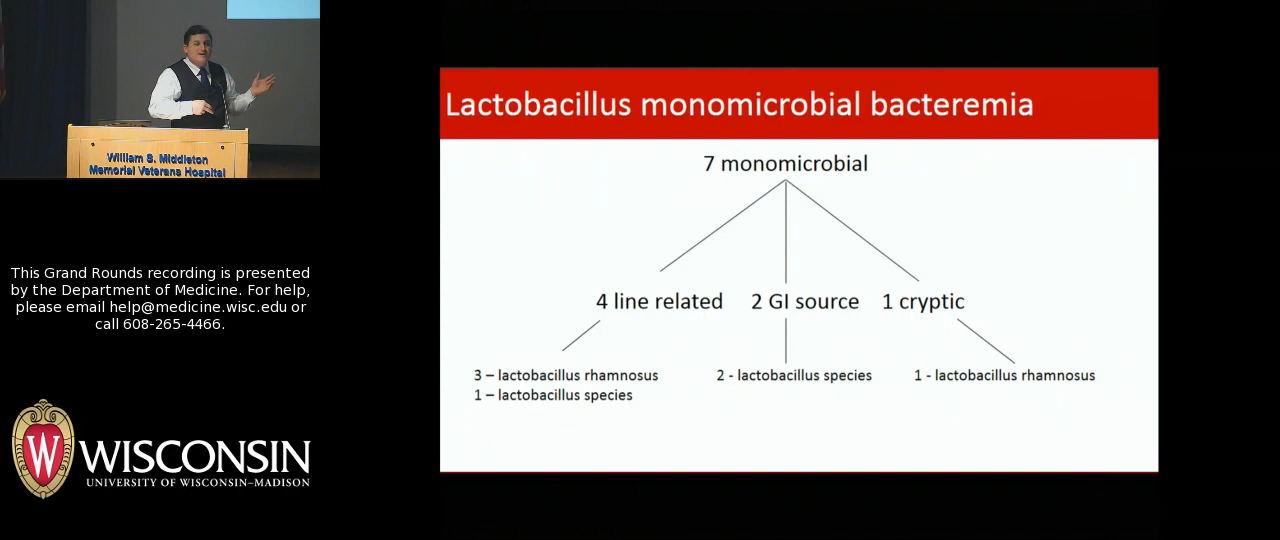 William S. Middleton
Memorial Veterans Hospital
This Grand Rounds recording is presented
by the Department of Medicine. For help,
please email help@medicine.wisc.edu or
call 608-265-4466.
W
WISCONSIN
UNIVERSITY OF WISCONSIN–MADISON
Lactobacillus monomicrobial bacteremia
7 monomicrobial
4 line related 2 GI source 1 cryptic
3 – lactobacillus rhamnosus 2 - lactobacillus species 1 - lactobacillus rhamnosus
1 – lactobacillus species